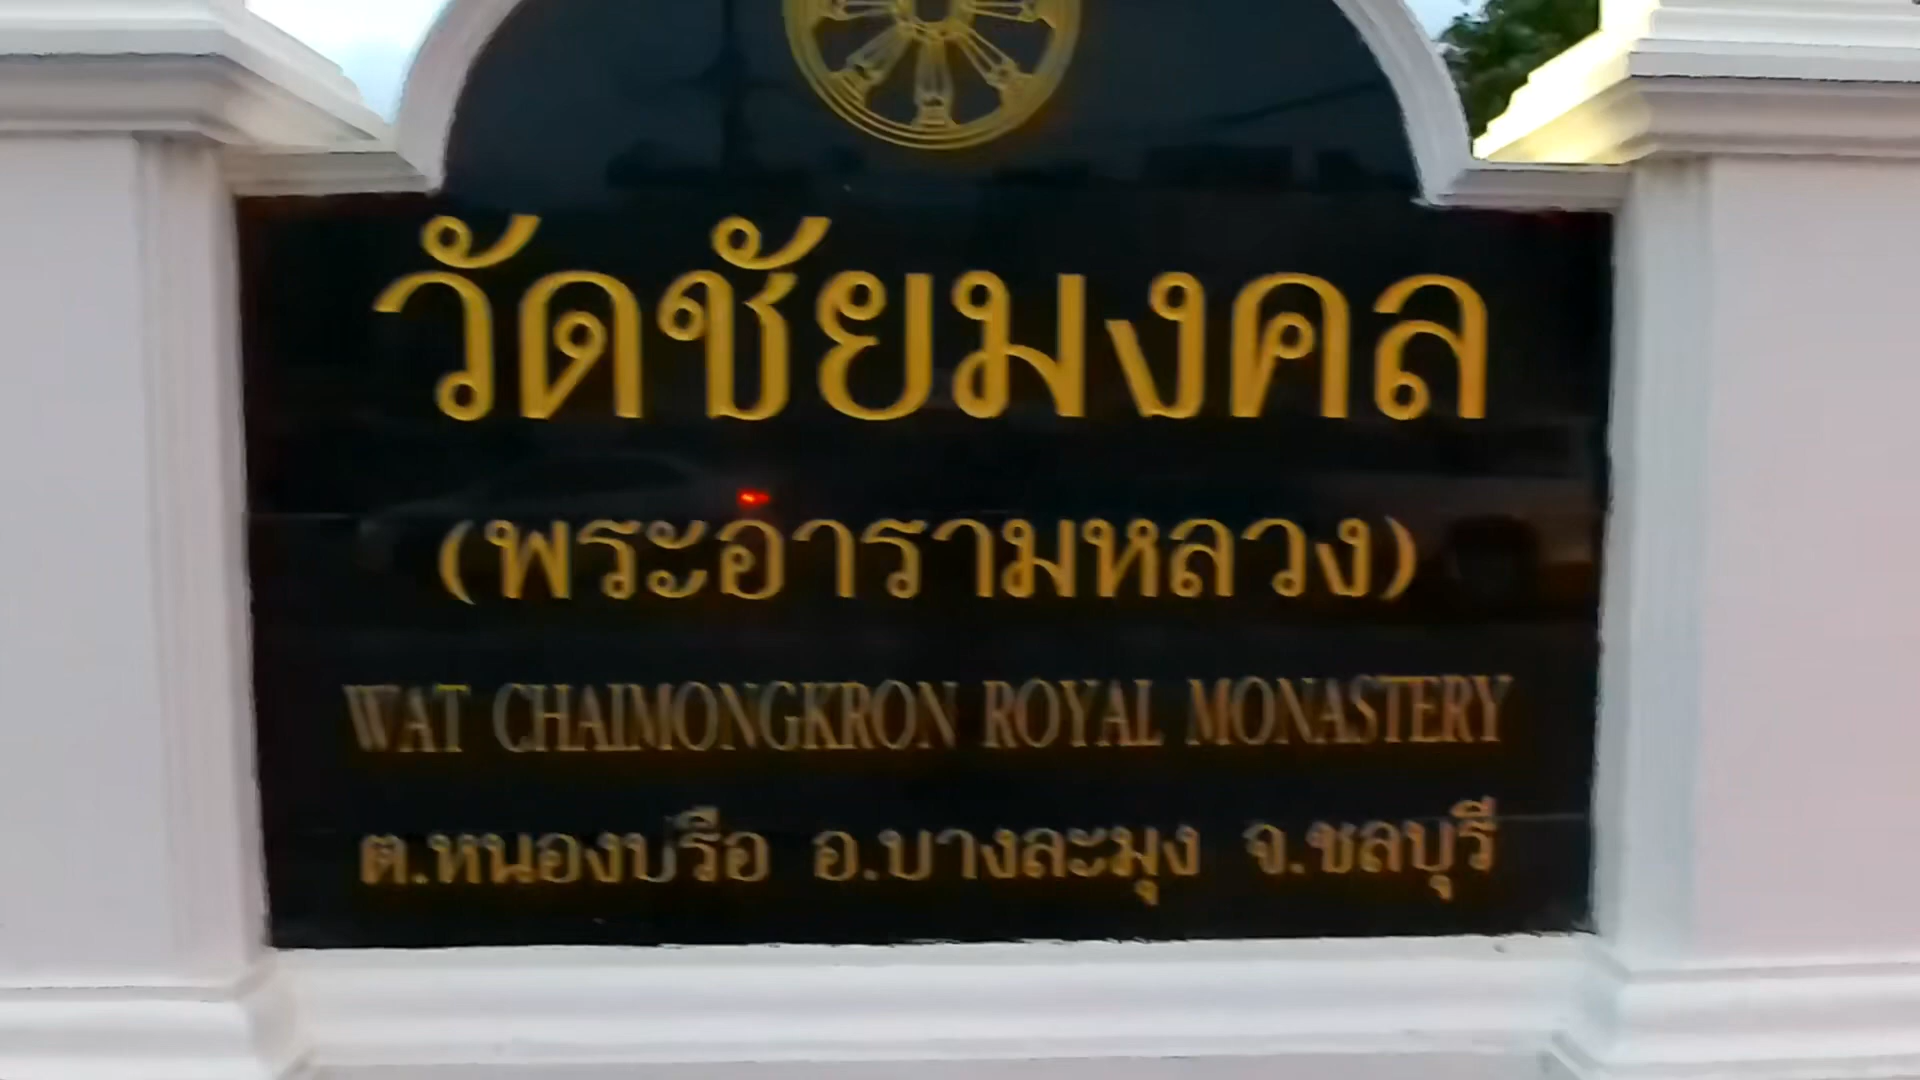 วัดชัยมงคล
(พระอารามหลวง)
WAT CHAIMONGKRON ROYAL MONASTERY
ต.หนองปรือ อ.บางละมุง จ.ชลบุรี